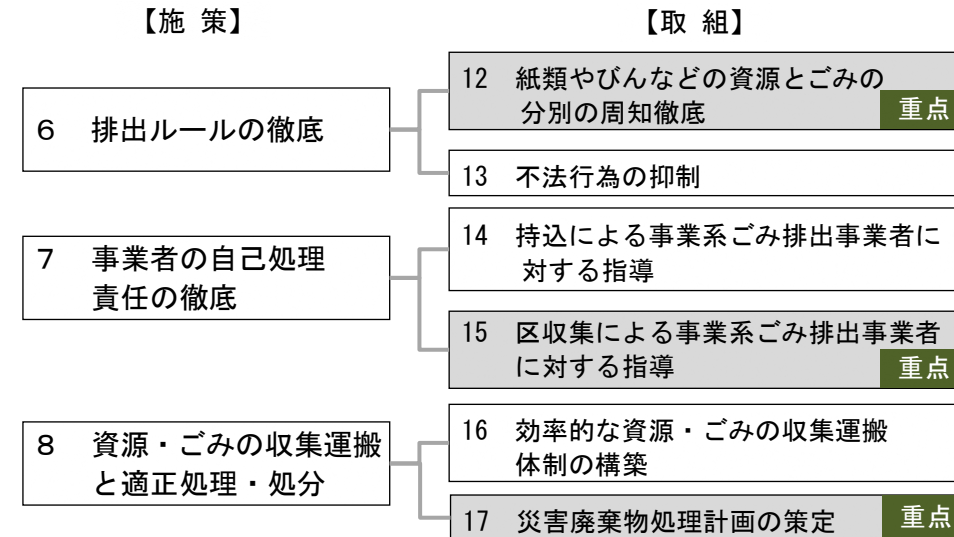 【施 策】
【取 組】
6 排出ルールの徹底
12 紙類やびんなどの資源とごみの
分別の周知徹底
重点
13 不法行為の抑制
7 事業者の自己処理
責任の徹底
14 持込による事業系ごみ排出事業者に
対する指導
15 区収集による事業系ごみ排出事業者
に対する指導
重点
8 資源・ごみの収集運搬
と適正処理・処分
16 効率的な資源・ごみの収集運搬
体制の構築
17 災害廃棄物処理計画の策定
重点